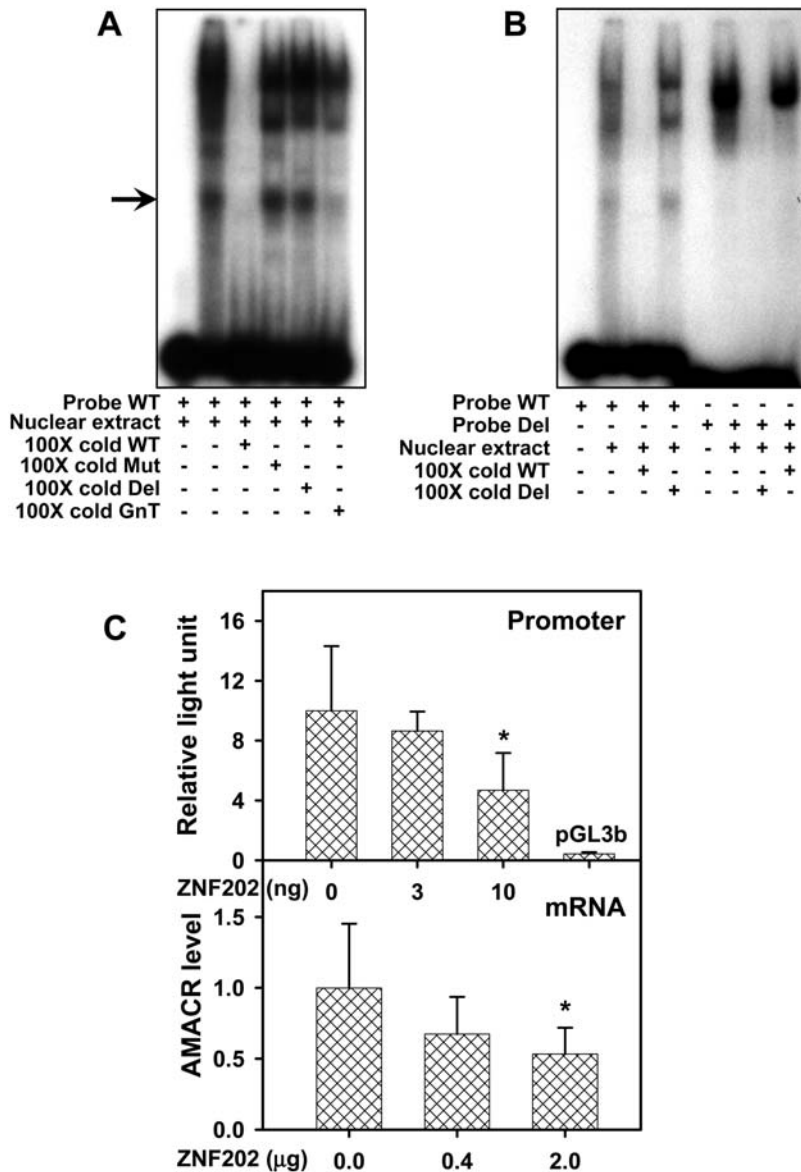 A
B
Probe WT + + + + + +
Nuclear extract + + + + + +
100X cold WT - - + - - -
100X cold Mut - - - + - -
100X cold Del - - - - + -
100X cold GnT - - - - - +
Probe WT + + + + - - - -
Probe Del - - - - + + + +
Nuclear extract - + + + - + + +
100X cold WT - - + - - - - +
100X cold Del - - - + - - + -
C
Promoter
Relative light unit
16
12
8
4
0
*
pGL3b
ZNF202 (ng) 0 3 10
mRNA
AMACR level
1.5
1.0
0.5
0.0
*
ZNF202 (μg) 0.0 0.4 2.0